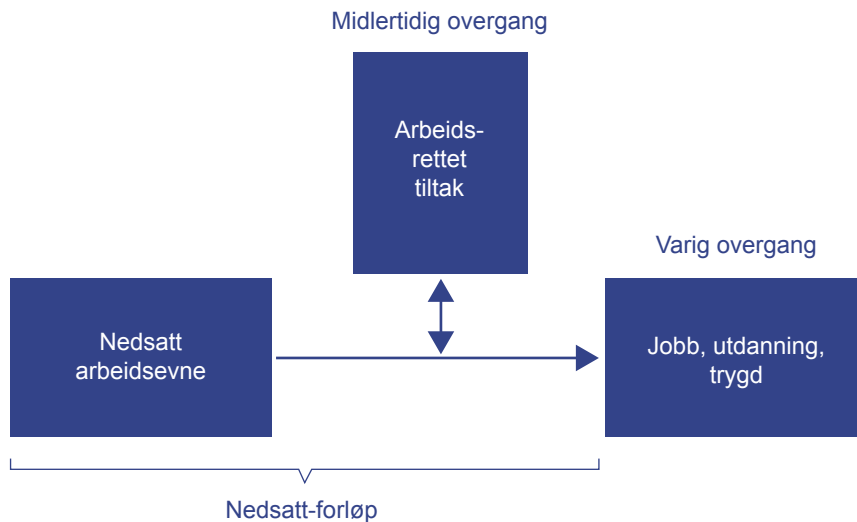 Midlertidig overgang
Arbeids-
rettet
tiltak
Varig overgang
Nedsatt
arbeidsevne
Jobb, utdanning,
trygd
Nedsatt-forløp